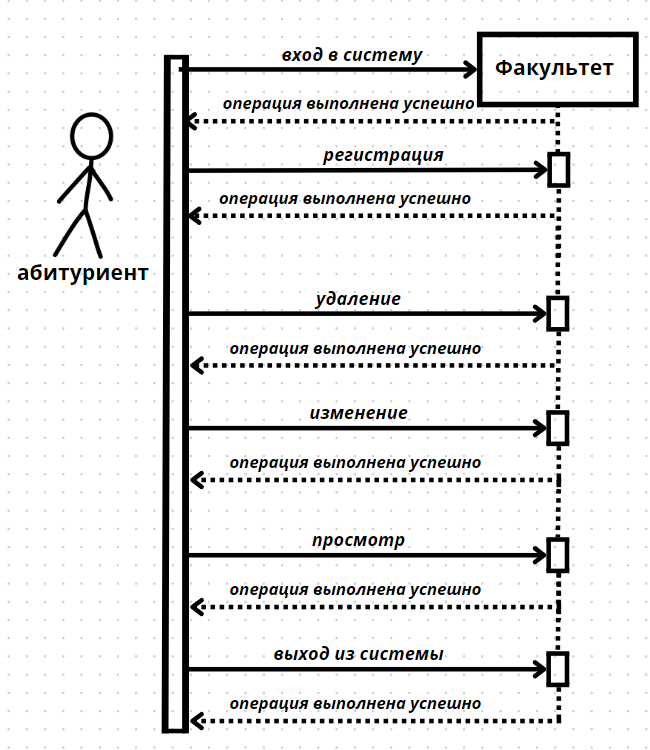 вход в систему
Факультет
операция выполнена успешно
регистрация
операция выполнена успешно
абитуриент
удаление
операция выполнена успешно
изменение
операция выполнена успешно
просмотр
операция выполнена успешно
выход из системы
операция выполнена успешно